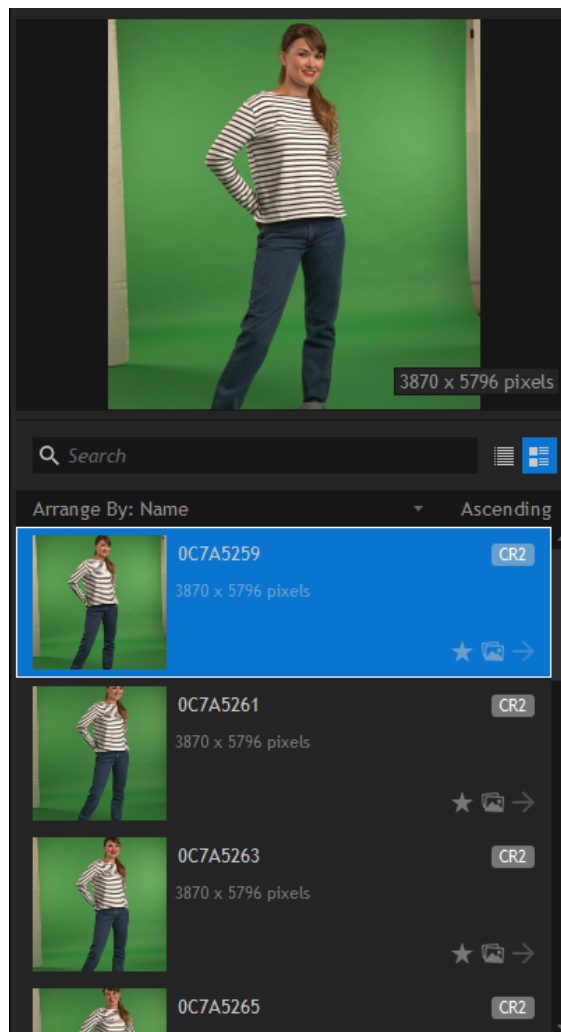 3870 x 5796 pixels
Search
Arrange By: Name Ascending
0C7A5259 CR2
3870 x 5796 pixels
0C7A5261 CR2
3870 x 5796 pixels
0C7A5263 CR2
3870 x 5796 pixels
0C7A5265 CR2